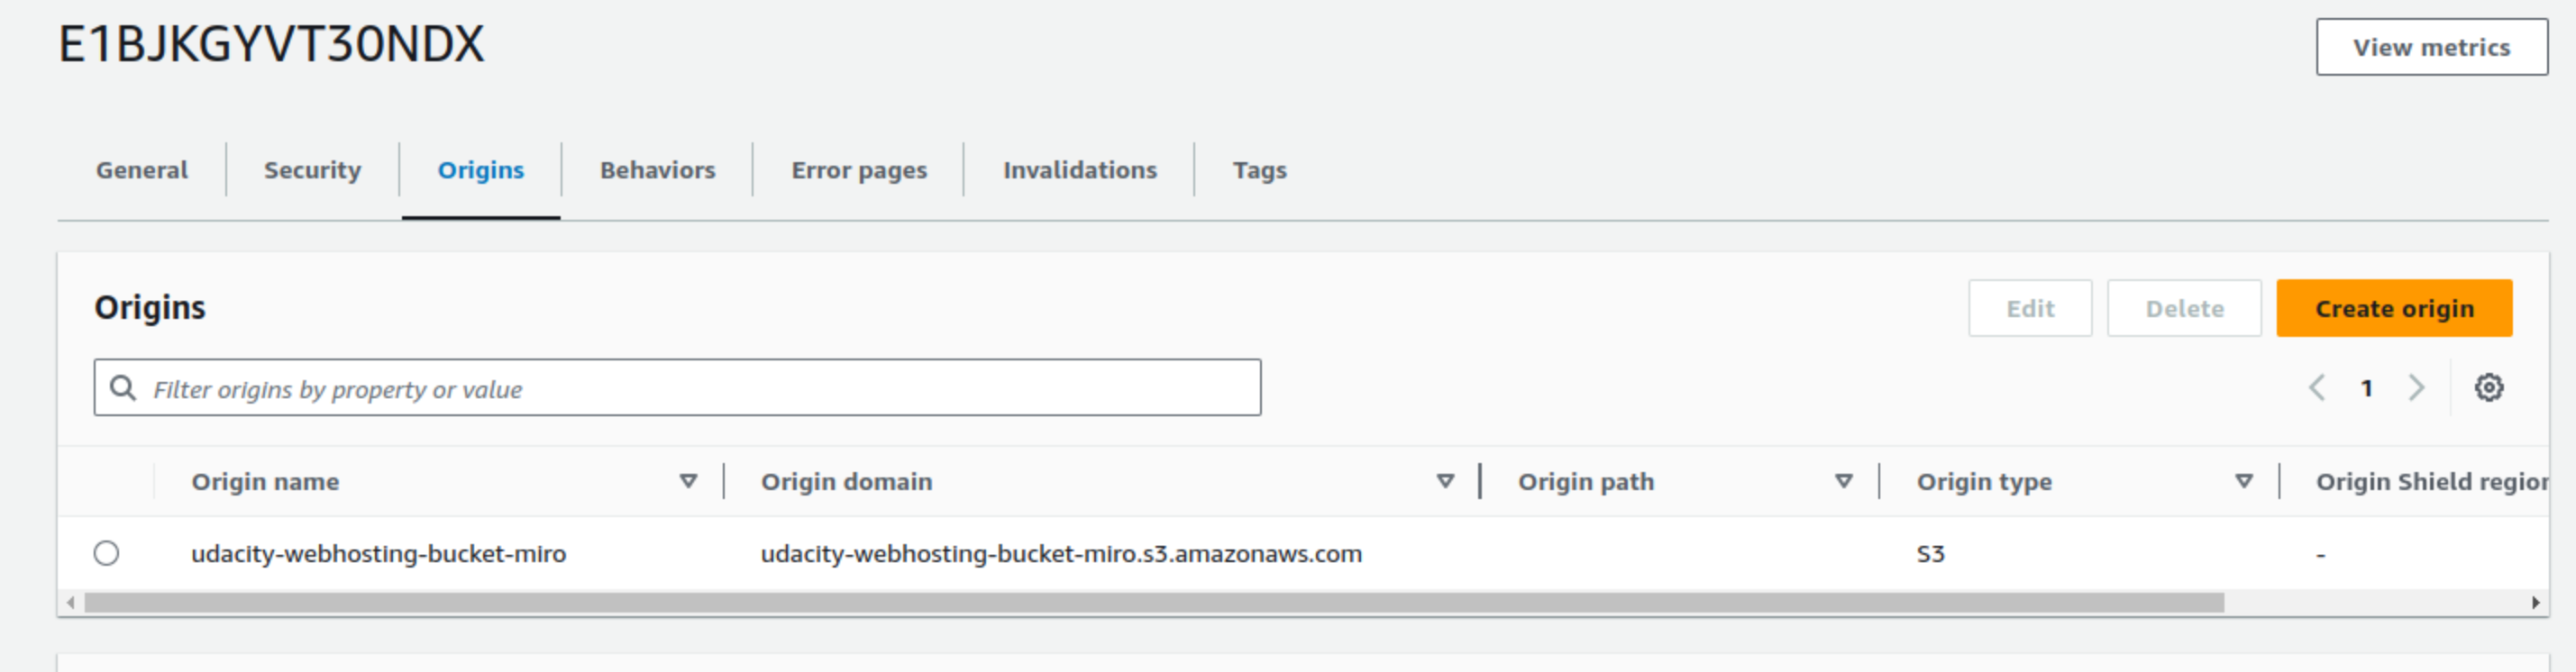 E1BJKGYVT30NDX
View metrics
General
Security
Origins
Behaviors
Error pages
Invalidations
Tags
Origins
Edit
Delete
Create origin
Filter origins by property or value
1
Origin name
Origin domain
Origin path
Origin type
Origin Shield region
udacity-webhosting-bucket-miro
udacity-webhosting-bucket-miro.s3.amazonaws.com
S3
-